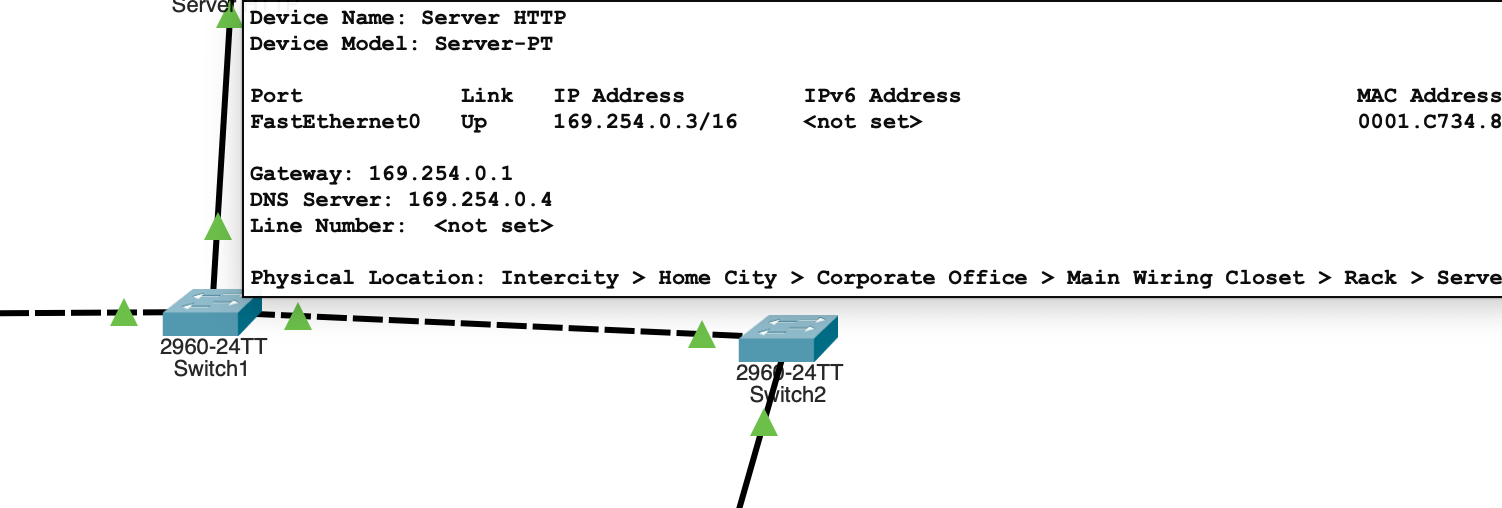 Server
Device Name: Server HTTP
Device Model: Server-PT
Port Link IP Address IPv6 Address MAC Address
FastEthernet0 Up 169.254.0.3/16 <not set> 0001.C734.8
Gateway: 169.254.0.1
DNS Server: 169.254.0.4
Line Number: <not set>
Physical Location: Intercity > Home City > Corporate Office > Main Wiring Closet > Rack > Serve
2960-24TT
Switch1
2960-24TT
Switch2